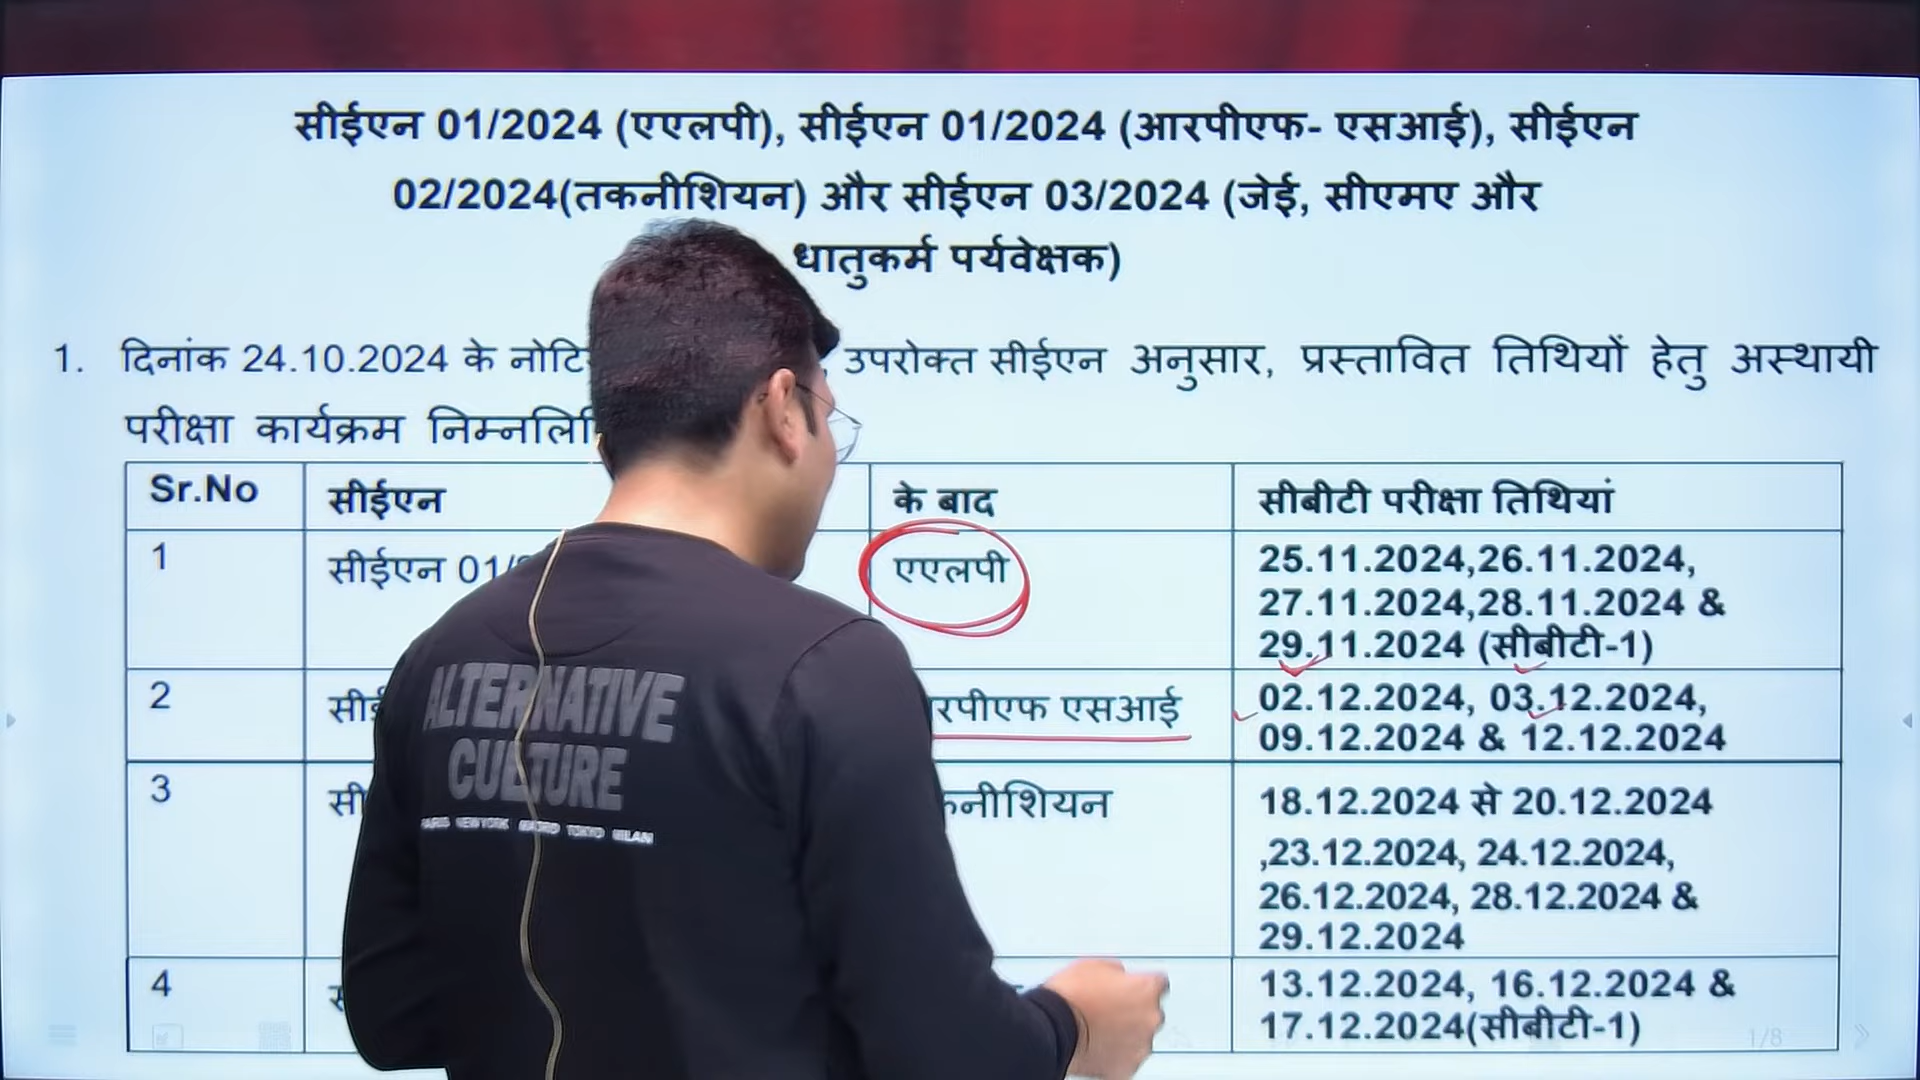 सीईएन 01/2024 (एएलपी), सीईएन 01/2024 (आरपीएफ- एसआई), सीईएन
02/2024(तकनीशियन) और सीईएन 03/2024 (जेई, सीएमए और
धातुकर्म पर्यवेक्षक)
1. दिनांक 24.10.2024 के उपरोक्त सीईएन अनुसार, प्रस्तावित तिथियों हेतु अस्थायी
परीक्षा कार्यक्रम
Sr.No सीईएन के बाद सीबीटी परीक्षा तिथियां
1 सीईएन एएलपी 25.11.2024,26.11.2024,
27.11.2024,28.11.2024 &
29.11.2024 (सीबीटी-1)
2 एसआई 02.12.2024, 03.12.2024,
09.12.2024 & 12.12.2024
3 18.12.2024 से 20.12.2024
,23.12.2024, 24.12.2024,
26.12.2024, 28.12.2024 &
29.12.2024
4 13.12.2024, 16.12.2024 &
17.12.2024(सीबीटी-1)
1/8
ALTERNATIVE
CULTURE
PARIS NEWYORK MADRID TOKYO MILAN